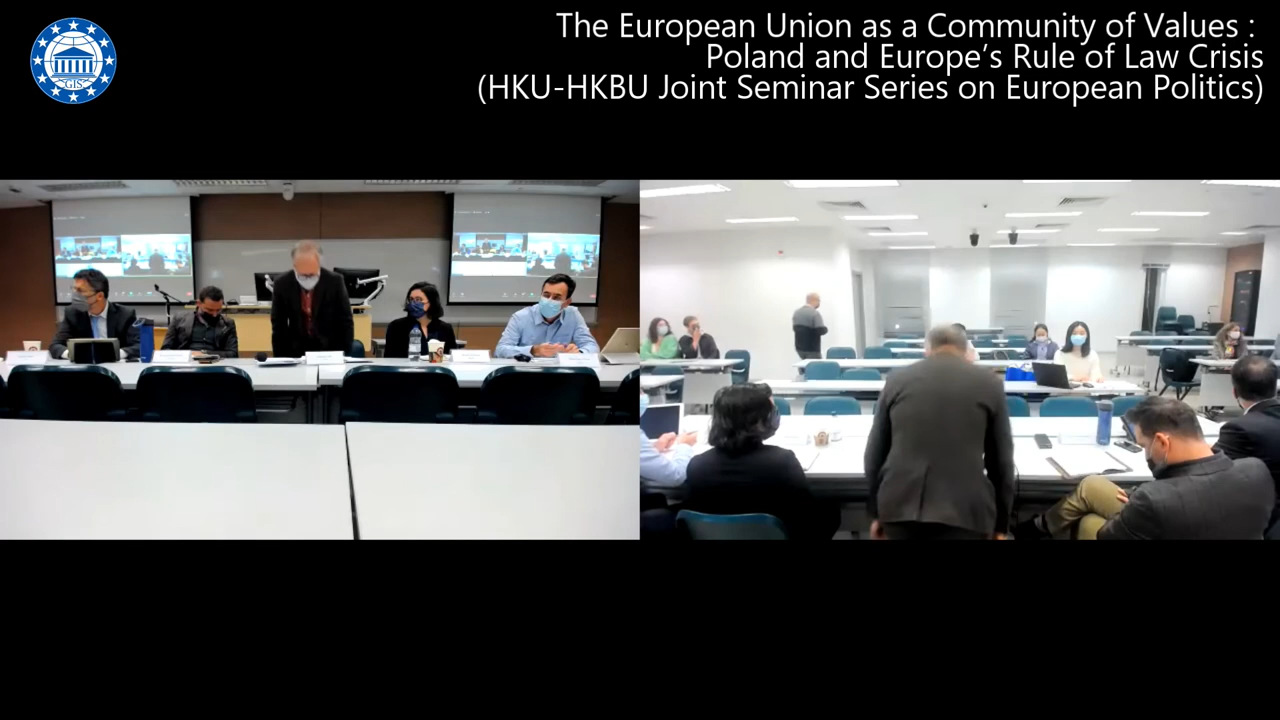 The European Union as a Community of Values :
Poland and Europe's Rule of Law Crisis
(HKU-HKBU Joint Seminar Series on European Politics)
GIS